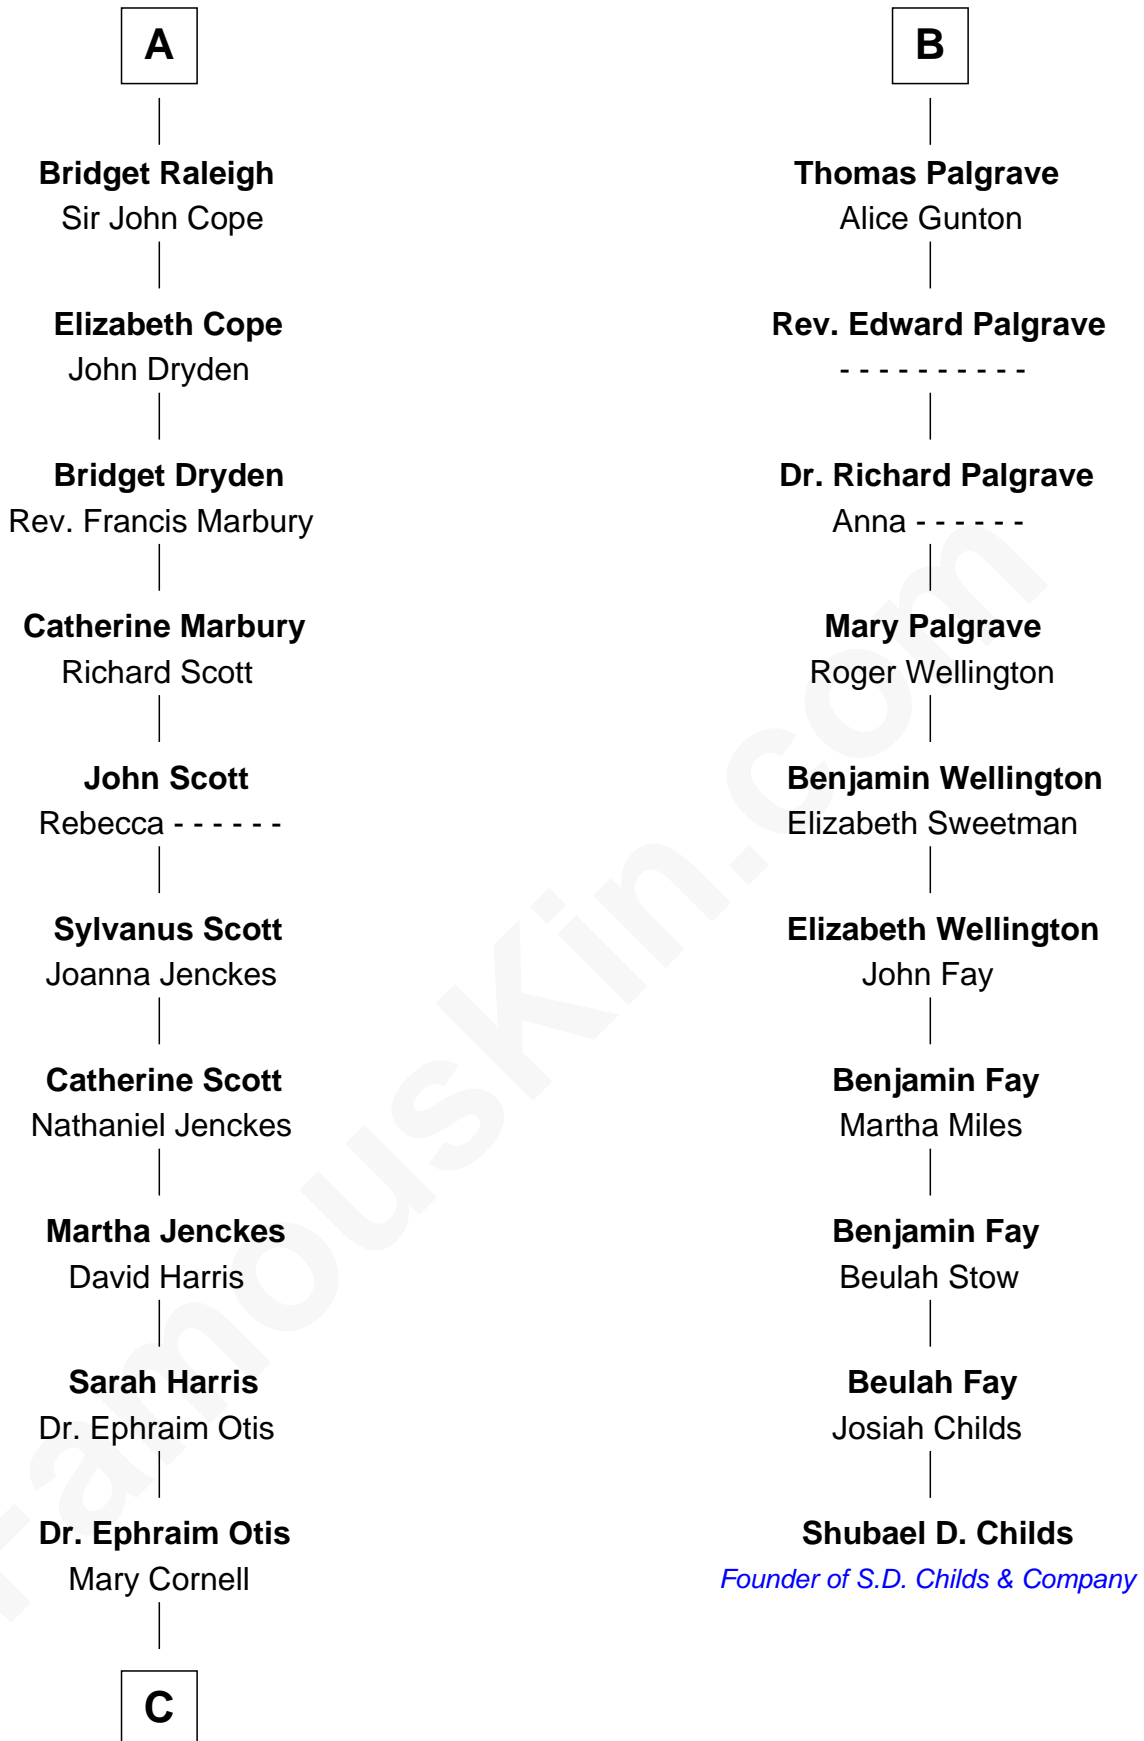 A
Bridget Raleigh
Sir John Cope
Elizabeth Cope
John Dryden
Bridget Dryden
Rev. Francis Marbury
Catherine Marbury
Richard Scott
John Scott
Rebecca - - - - - -
Sylvanus Scott
Joanna Jenckes
Catherine Scott
Nathaniel Jenckes
Martha Jenckes
David Harris
Sarah Harris
Dr. Ephraim Otis
Dr. Ephraim Otis
Mary Cornell
C
B
Thomas Palgrave
Alice Gunton
Rev. Edward Palgrave
- - - - - - - - - -
Dr. Richard Palgrave
Anna - - - - - -
Mary Palgrave
Roger Wellington
Benjamin Wellington
Elizabeth Sweetman
Elizabeth Wellington
John Fay
Benjamin Fay
Martha Miles
Benjamin Fay
Beulah Stow
Beulah Fay
Josiah Childs
Shubael D. Childs
Founder of S.D. Childs & Company
FamousKin.com